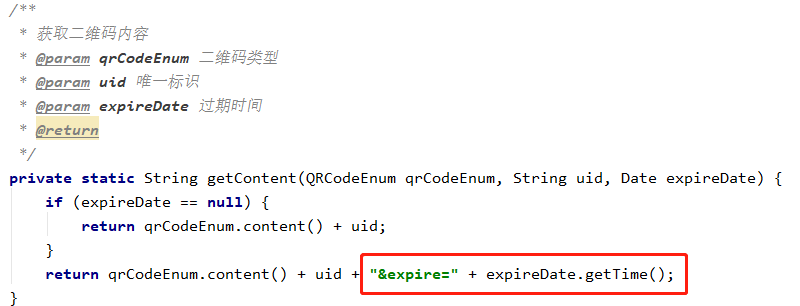 /**
 * 获取二维码内容
 * @param qrCodeEnum 二维码类型
 * @param uid 唯一标识
 * @param expireDate 过期时间
 * @return
 */
private static String getContent(QRCodeEnum qrCodeEnum, String uid, Date expireDate) {
    if (expireDate == null) {
        return qrCodeEnum.content() + uid;
    }
    return qrCodeEnum.content() + uid + "&expire=" + expireDate.getTime();
}